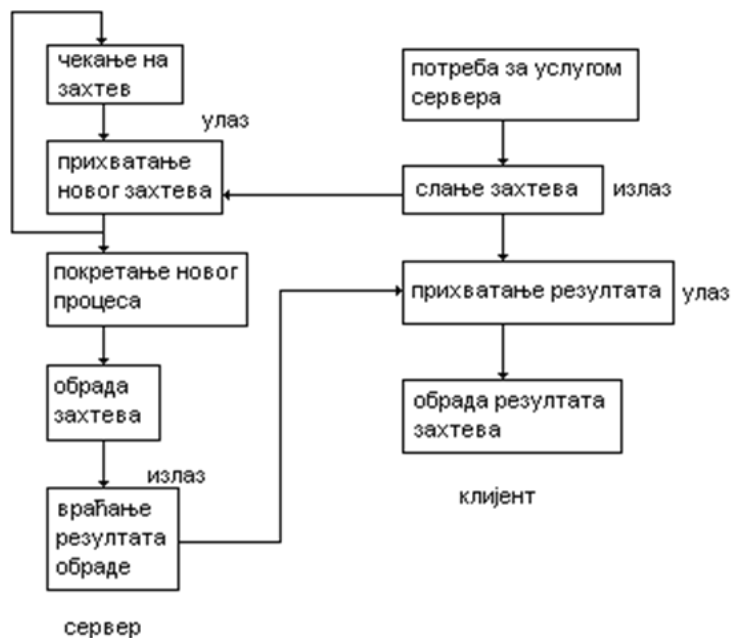 чекање на
захтев
улаз
прихватање
новог захтева
покретање новог
процеса
обрада
захтева
излаз
враћање
резултата
обраде
сервер
потреба за услугом
сервера
слање захтева
излаз
прихватање резултата
улаз
обрада резултата
захтева
клијент